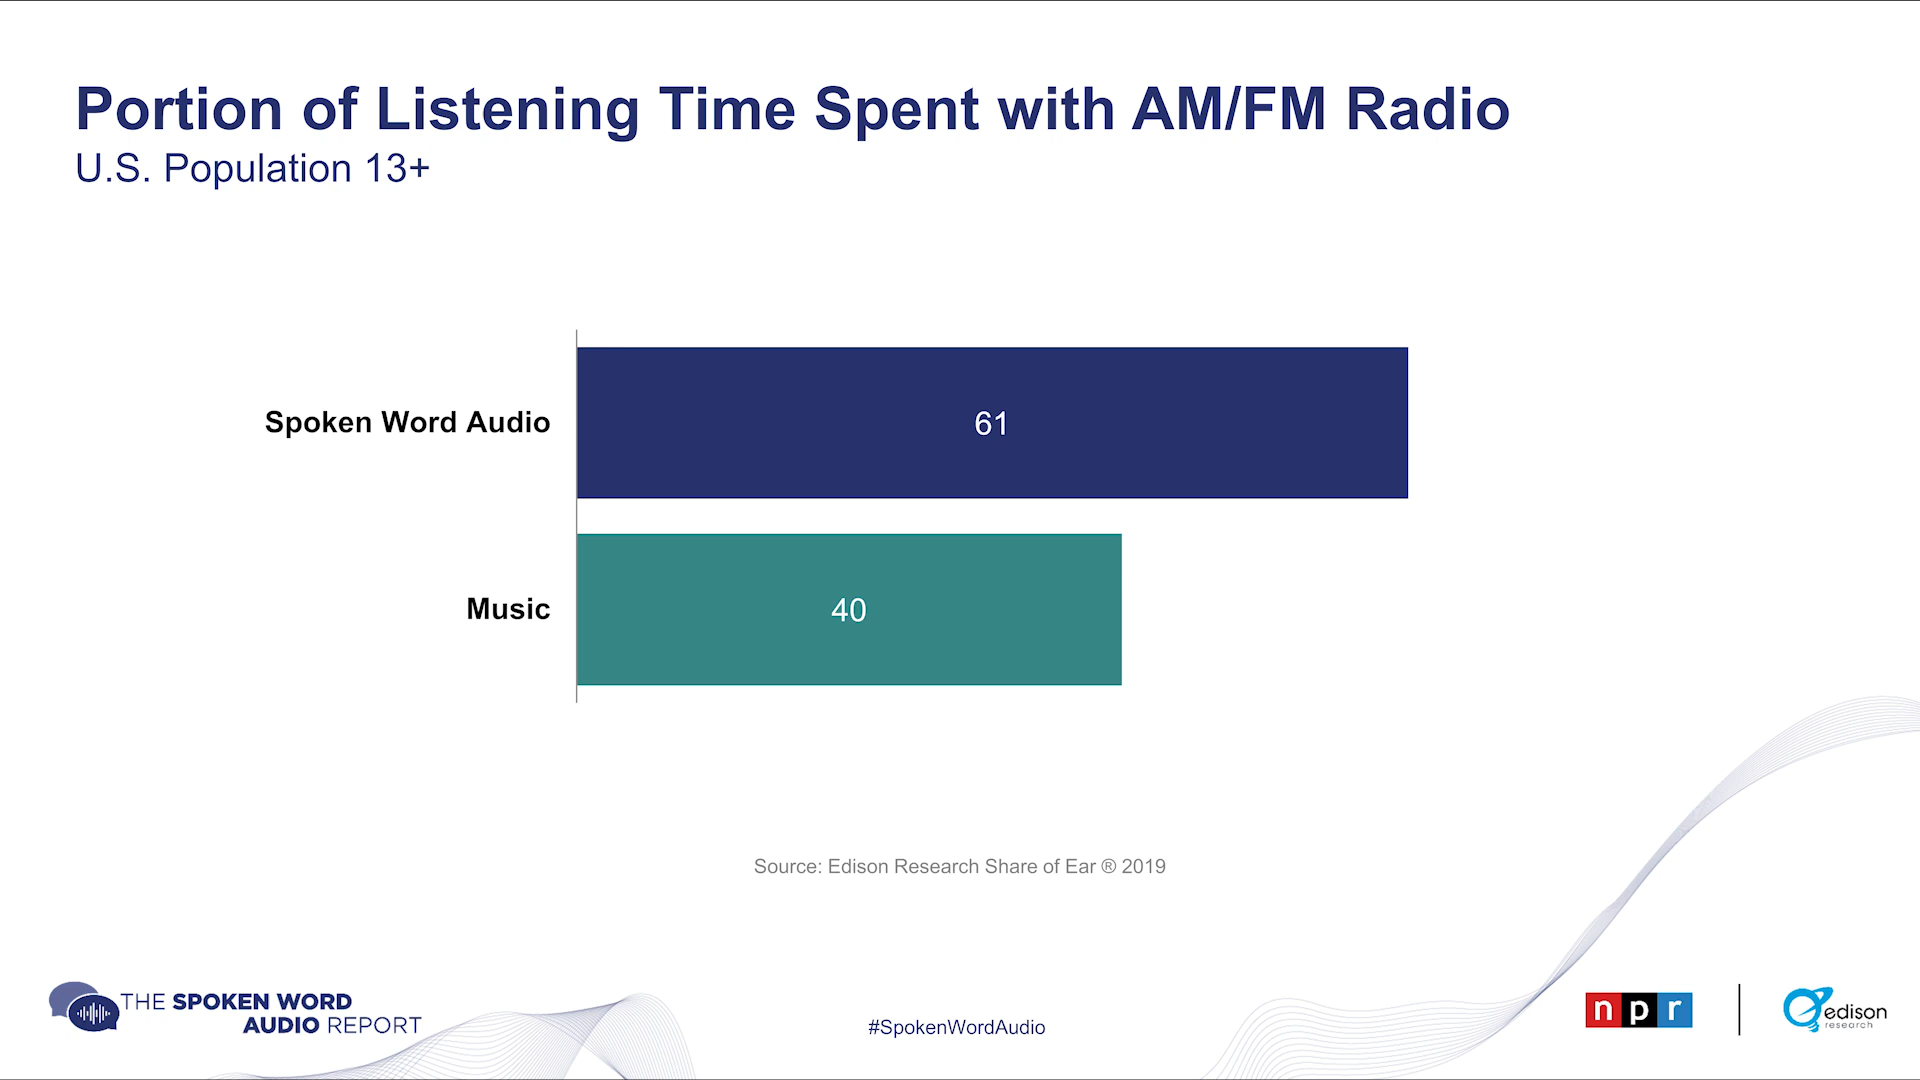 Portion of Listening Time Spent with AM/FM Radio
U.S. Population 13+
Spoken Word Audio
61
Music
40
Source: Edison Research Share of Ear ® 2019
THE SPOKEN WORD
AUDIO REPORT
#SpokenWordAudio
npr
edison
research